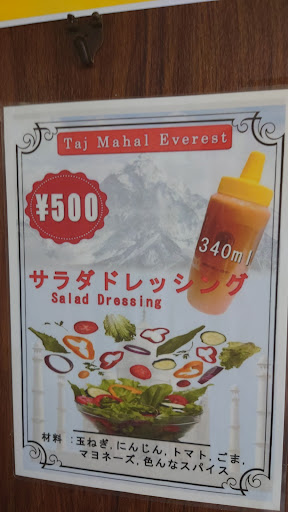 Taj Mahal Everest
¥500
340ml
サラダドレッシング
Salad Dressing
材料：玉ねぎ,にんじん,トマト,ごま,
マヨネーズ,色んなスパイス